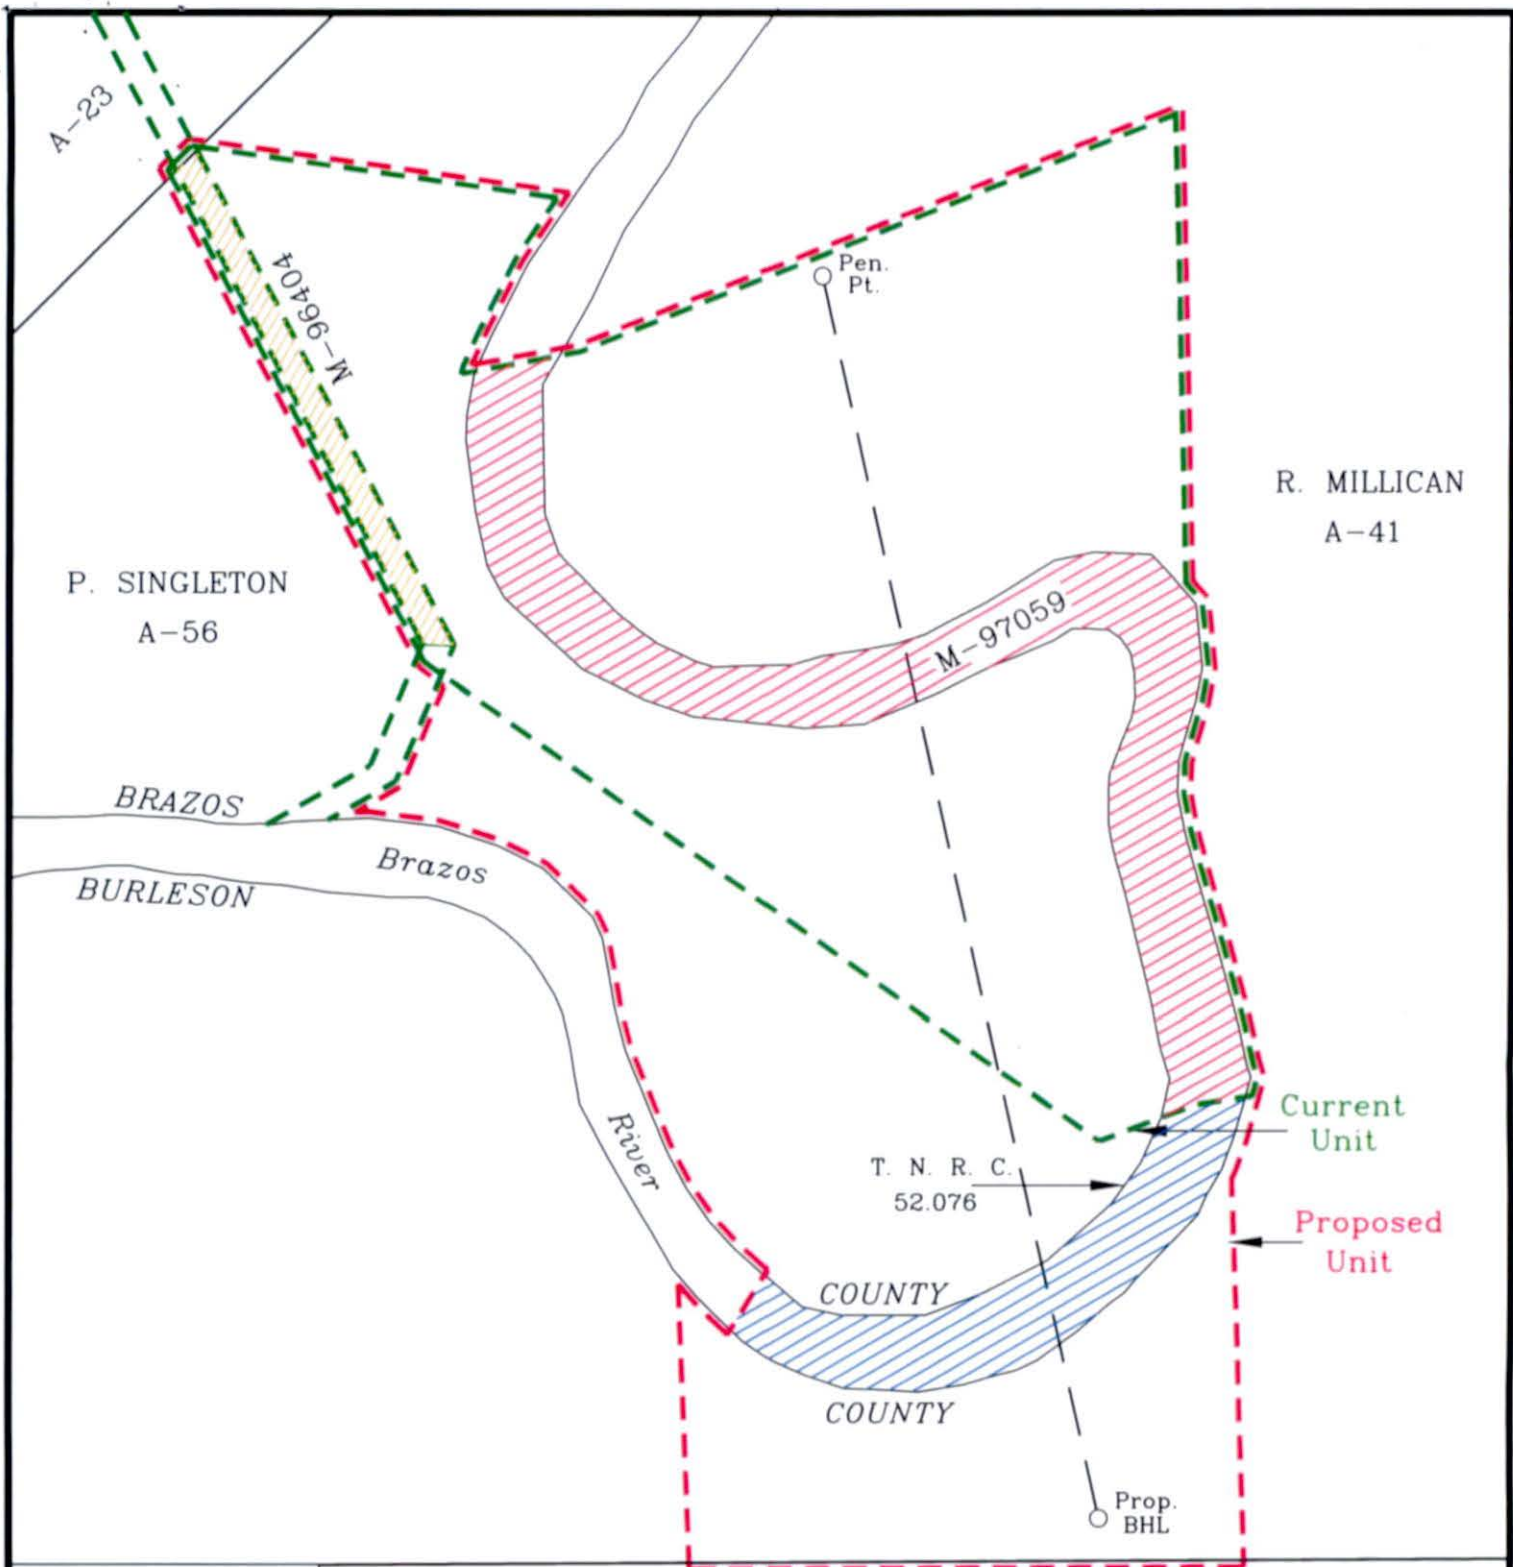 A-23
M-96404
Pen.
Pt.
R. MILLICAN
A-41
P. SINGLETON
A-56
M-97059
BRAZOS
Brazos
BURLESON
River
Current
Unit
T. N. R. C.
52.076
Proposed
Unit
COUNTY
COUNTY
Prop.
BHL